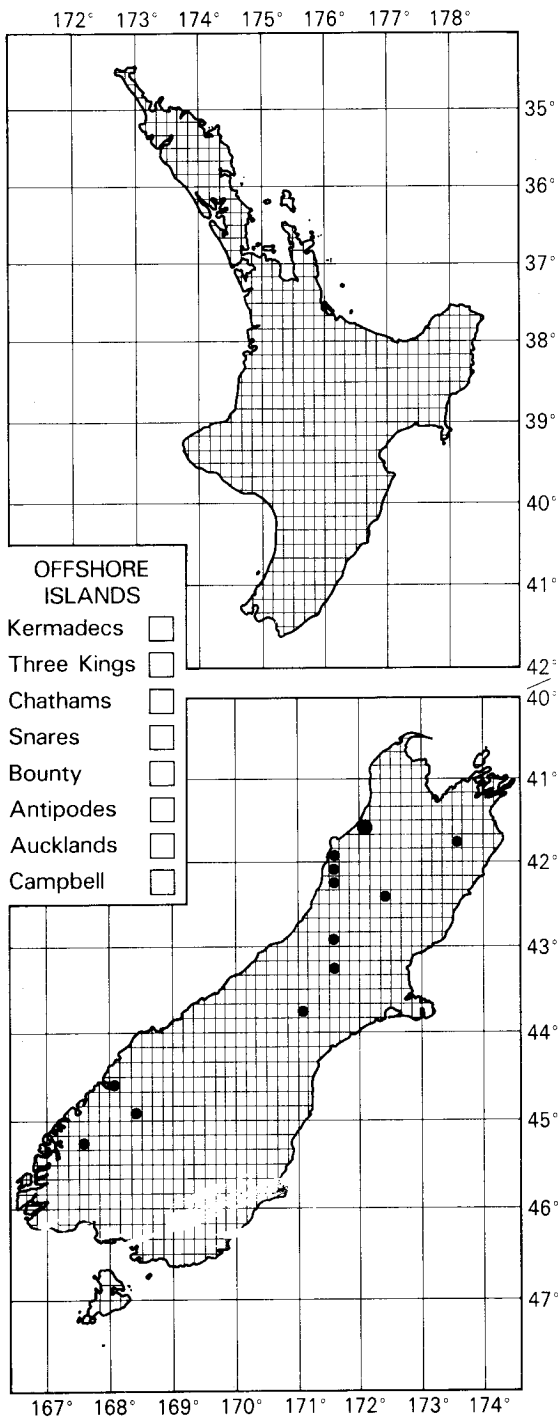 172° 173° 174° 175° 176° 177° 178°
35°
36°
37°
38°
39°
40°
41°
42°
OFFSHORE
ISLANDS
Kermadecs
Three Kings
Chathams
Snares
Bounty
Antipodes
Aucklands
Campbell
40°
41°
42°
43°
44°
45°
46°
47°
167° 168° 169° 170° 171° 172° 173° 174°